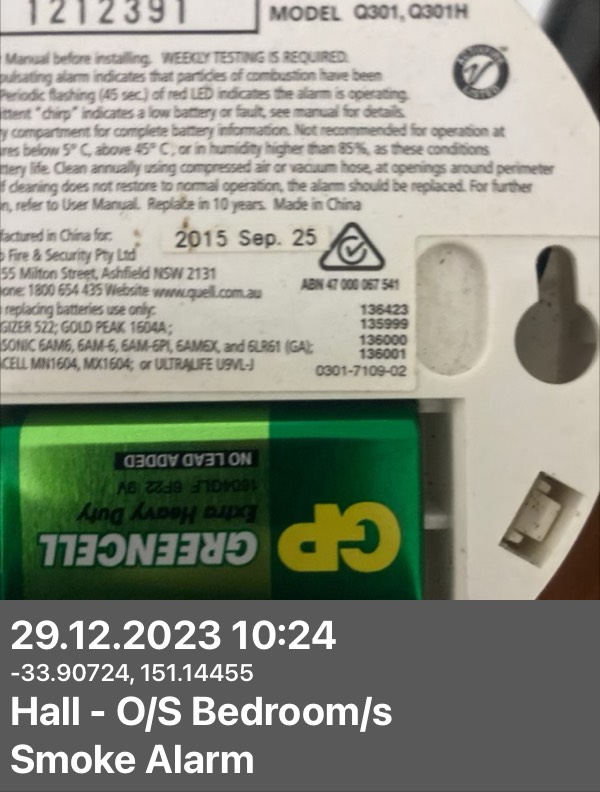 1212391
MODEL Q301, Q301H
Manual before installing. WEEKLY TESTING IS REQUIRED.
pulsating alarm indicates that particles of combustion have been
Periodic flashing (45 sec.) of red LED indicates the alarm is operating.
ittent "chirp" indicates a low battery or fault, see manual for details.
y compartment for complete battery information. Not recommended for operation at
res below 5° C, above 45° C, or in humidity higher than 85%, as these conditions
ttery life. Clean annually using compressed air or vacuum hose, at openings around perimeter
f cleaning does not restore to normal operation, the alarm should be replaced. For further
n, refer to User Manual. Replace in 10 years. Made in China
factured in China for:
2015 Sep. 25
Fire & Security Pty Ltd
55 Milton Street, Ashfield NSW 2131
one: 1800 654 435 Website www.quell.com.au
ABN 47 000 067 541
replacing batteries use only:
GIZER 522; GOLD PEAK 1604A;
SONIC 6AM6, 6AM-6, 6AM-6PI, 6AM6X, and 6LR61 (GA);
CELL MN1604, MX1604; or ULTRALIFE U9VL-J
136423
135999
136000
136001
0301-7109-02
GP
GREENCELL
Extra Heavy Duty
1604GLF 6F22 9V
NO LEAD ADDED
29.12.2023 10:24
-33.90724, 151.14455
Hall - O/S Bedroom/s
Smoke Alarm